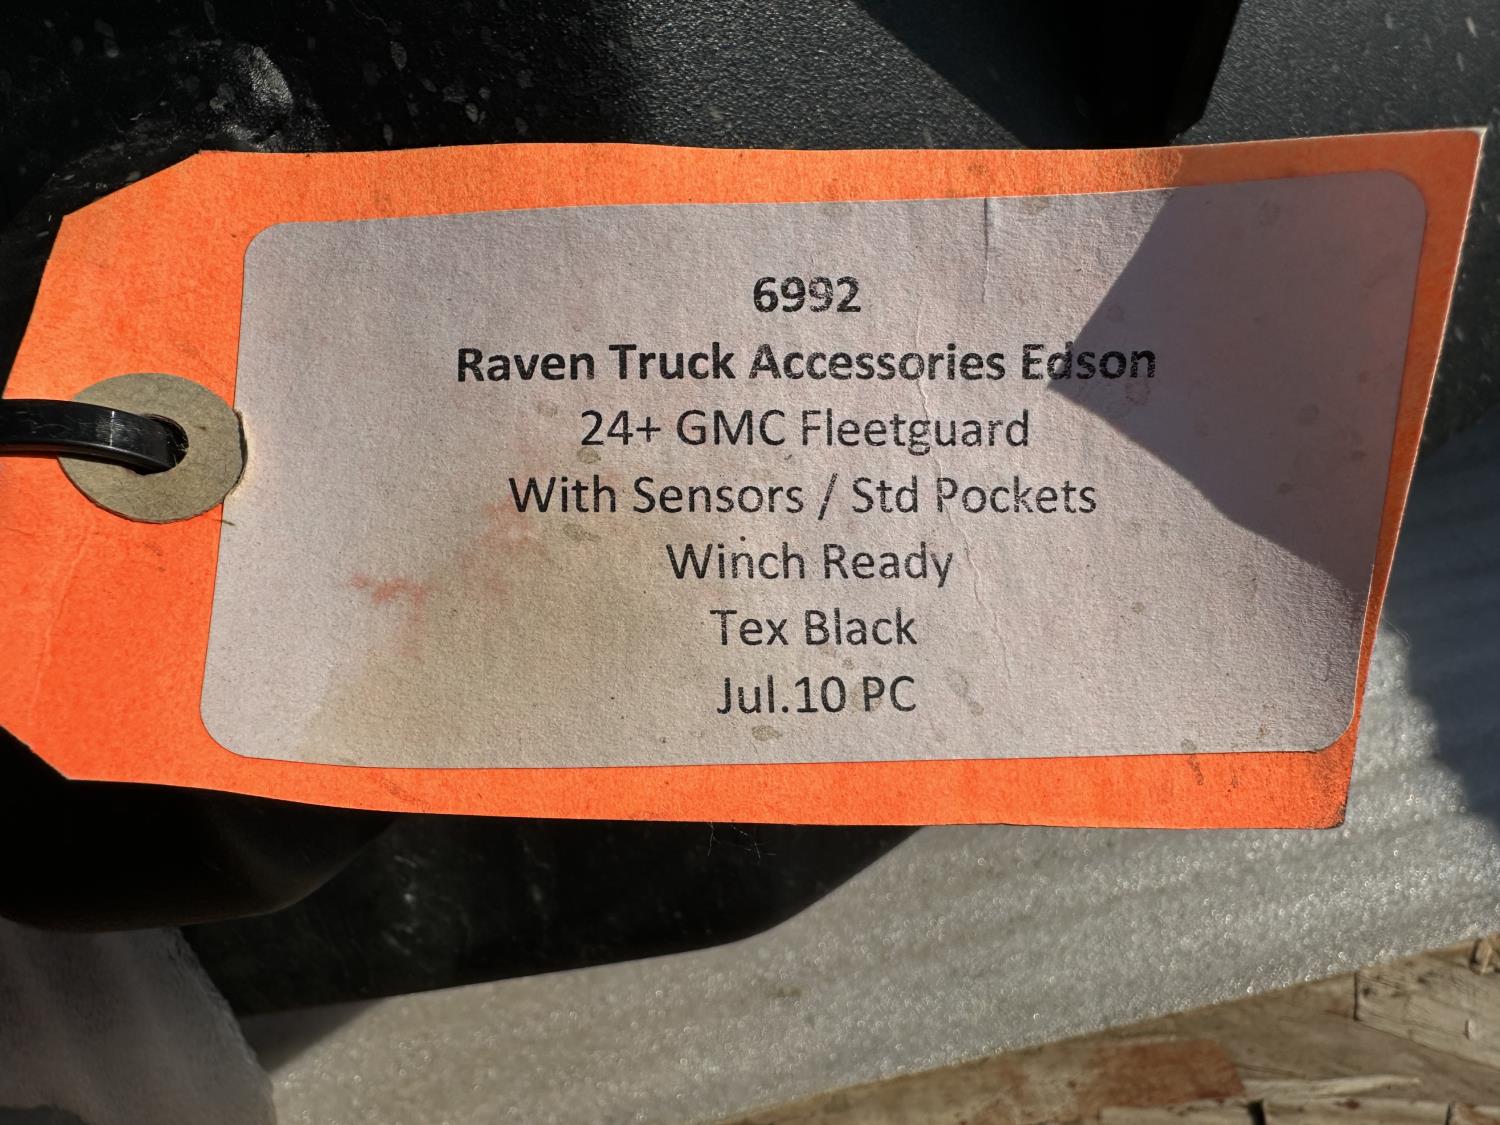 6992
Raven Truck Accessories Edson
24+ GMC Fleetguard
With Sensors / Std Pockets
Winch Ready
Tex Black
Jul.10 PC